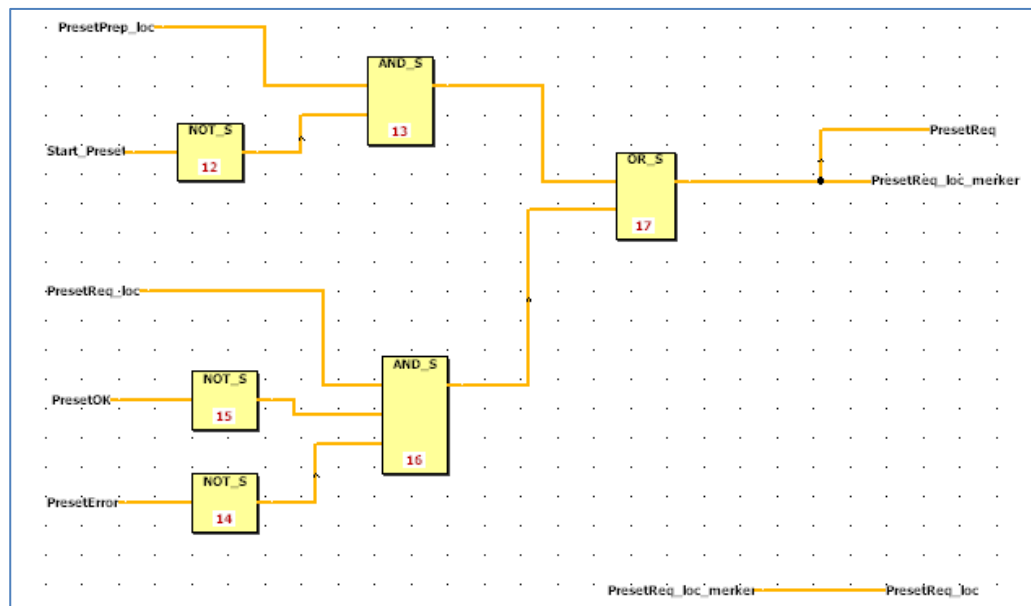 PresetPrep_loc
AND_S
13
NOT_S
12
Start_Preset
OR_S
17
PresetReq
PresetReq_loc_merker
PresetReq_loc
AND_S
16
NOT_S
15
PresetOK
NOT_S
14
PresetError
PresetReq_loc_merker
PresetReq_loc